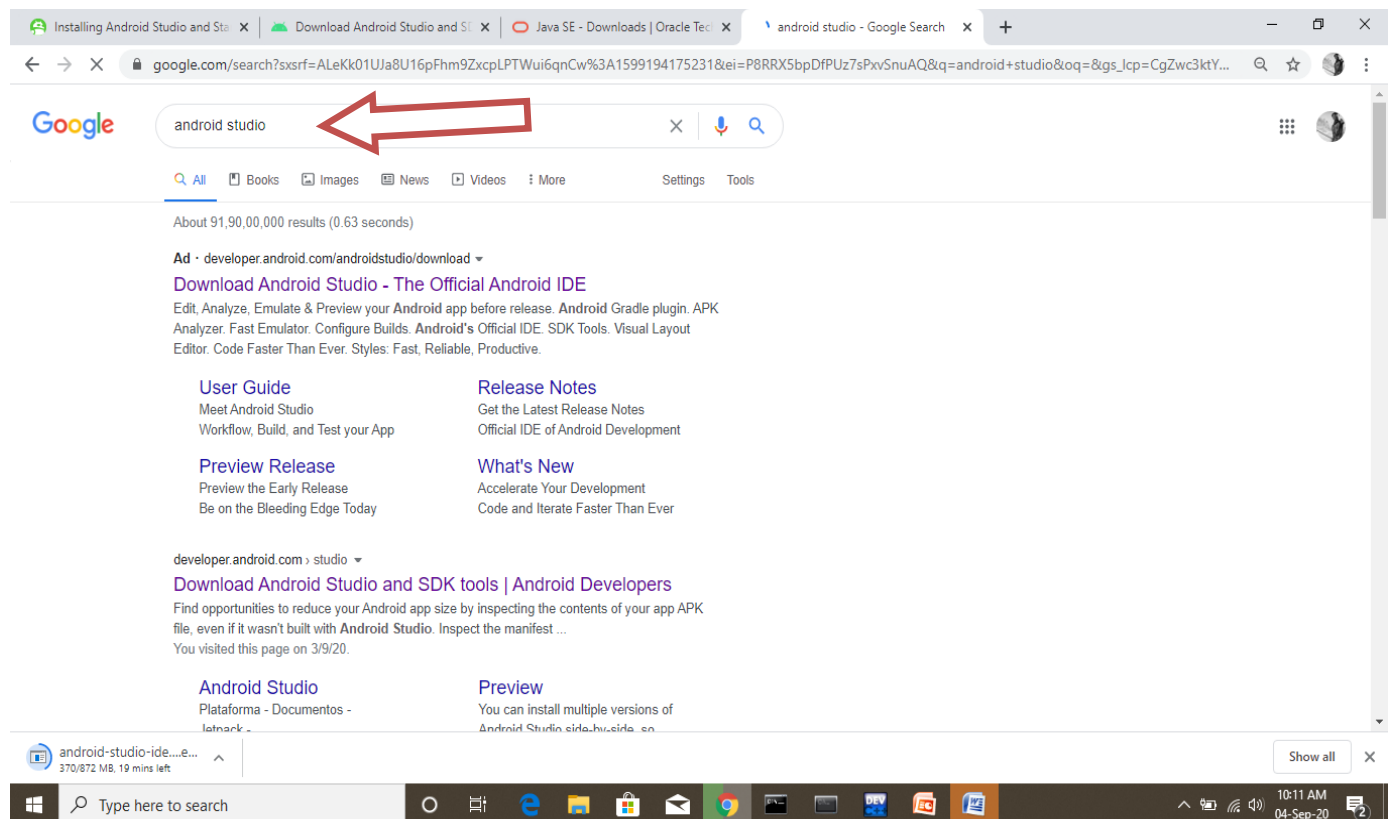 Installing Android Studio and Sta
Download Android Studio and SD
Java SE - Downloads | Oracle Tecl
android studio - Google Search
google.com/search?sxsrf=ALeKk01UJa8U16pFhm9ZxcpLPTWui6qnCw%3A1599194175231&ei=P8RRX5bpDfPUz7sPxvSnuAQ&q=android+studio&oq=&gs_lcp=CgZwc3ktY...
Google
android studio
All Books Images News Videos More Settings Tools
About 91,90,00,000 results (0.63 seconds)
Ad · developer.android.com/androidstudio/download
Download Android Studio - The Official Android IDE
Edit, Analyze, Emulate & Preview your Android app before release. Android Gradle plugin. APK
Analyzer. Fast Emulator. Configure Builds. Android's Official IDE. SDK Tools. Visual Layout
Editor. Code Faster Than Ever. Styles: Fast, Reliable, Productive.
User Guide
Meet Android Studio
Workflow, Build, and Test your App
Release Notes
Get the Latest Release Notes
Official IDE of Android Development
Preview Release
Preview the Early Release
Be on the Bleeding Edge Today
What's New
Accelerate Your Development
Code and Iterate Faster Than Ever
developer.android.com › studio
Download Android Studio and SDK tools | Android Developers
Find opportunities to reduce your Android app size by inspecting the contents of your app APK
file, even if it wasn't built with Android Studio. Inspect the manifest ...
You visited this page on 3/9/20.
Android Studio
Plataforma - Documentos -
Jetpack -
Preview
You can install multiple versions of
Android Studio side-by-side, so
android-studio-ide....e...
370/872 MB, 19 mins left
Show all
Type here to search
DEV
10:11 AM
04-Sep-20
2